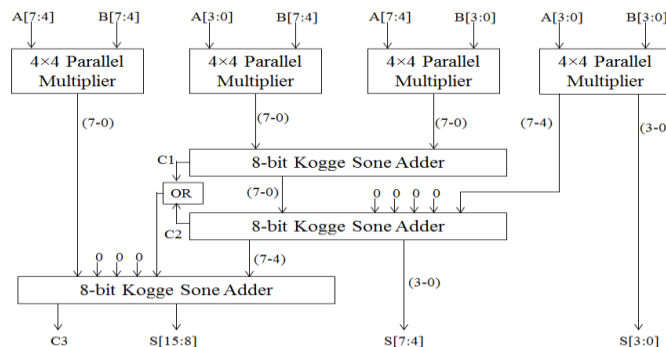 A[7:4] B[7:4] A[3:0] B[7:4] A[7:4] B[3:0] A[3:0] B[3:0]
4×4 Parallel Multiplier
4×4 Parallel Multiplier
4×4 Parallel Multiplier
4×4 Parallel Multiplier
(7-0) (7-0) (7-0) (7-4) (3-0
C1 8-bit Kogge Sone Adder
OR (7-0) 0 0 0 0
C2 8-bit Kogge Sone Adder
0 0 0 (7-4)
8-bit Kogge Sone Adder (3-0)
C3 S[15:8] S[7:4] S[3:0]